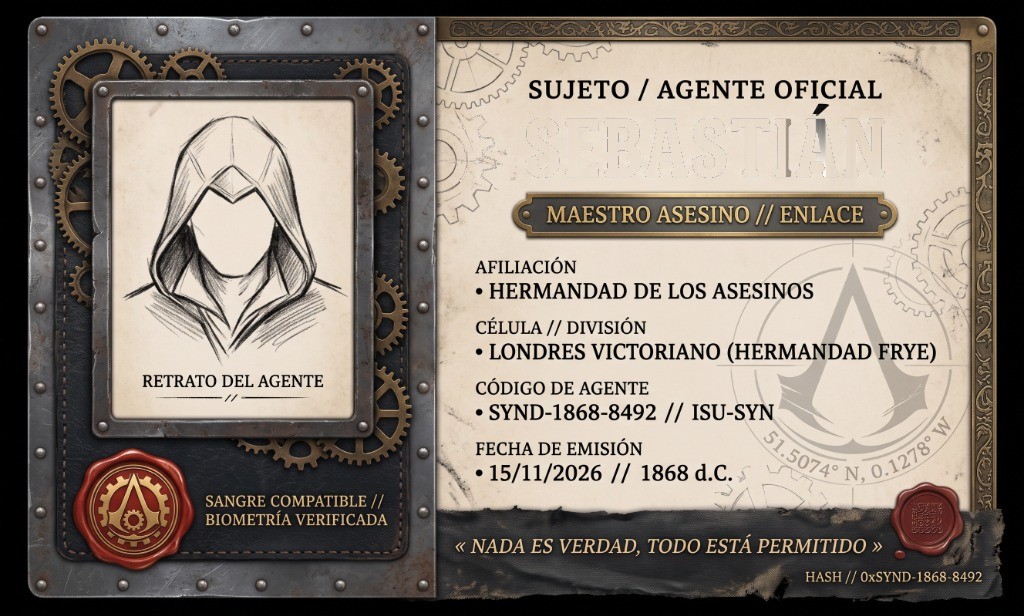 RETRATO DEL AGENTE
//
SANGRE COMPATIBLE //
BIOMETRÍA VERIFICADA
SUJETO / AGENTE OFICIAL
SEBASTIÁN
MAESTRO ASESINO // ENLACE
AFILIACIÓN
• HERMANDAD DE LOS ASESINOS
CÉLULA // DIVISIÓN
• LONDRES VICTORIANO (HERMANDAD FRYE)
CÓDIGO DE AGENTE
• SYND-1868-8492 // ISU-SYN
FECHA DE EMISIÓN
• 15/11/2026 // 1868 d.C.
51.5074° N, 0.1278° W
« NADA ES VERDAD, TODO ESTÁ PERMITIDO »
HASH // 0xSYND-1868-8492